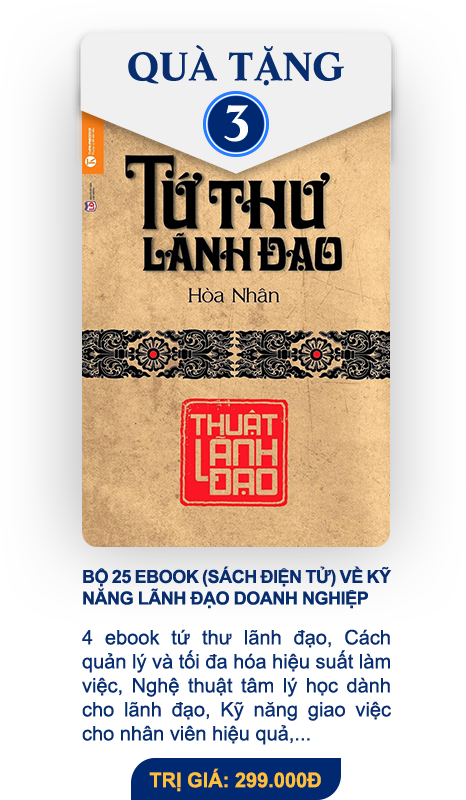 QUÀ TẶNG
3
TỨ THƯ
LÃNH ĐẠO
Hòa Nhân
THUẬT
LÃNH
ĐẠO
BỘ 25 EBOOK (SÁCH ĐIỆN TỬ) VỀ KỸ
NĂNG LÃNH ĐẠO DOANH NGHIỆP
4 ebook tứ thư lãnh đạo, Cách
quản lý và tối đa hóa hiệu suất làm
việc, Nghệ thuật tâm lý học dành
cho lãnh đạo, Kỹ năng giao việc
cho nhân viên hiệu quả,...
TRỊ GIÁ: 299.000Đ